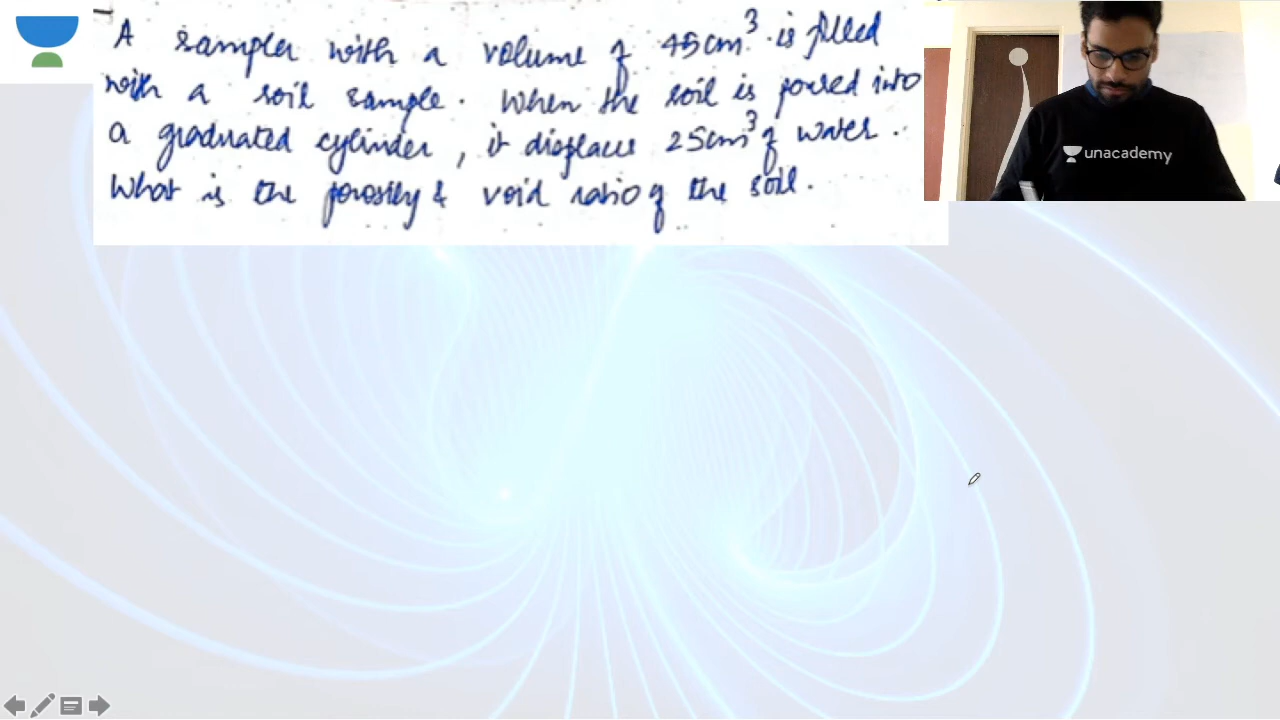 A sampler with a volume of 45cm³ is filled
with a soil sample. When the soil is poured into
a graduated cylinder, it displaces 25cm³ of water.
What is the porosity & void ratio of the soil.
unacademy